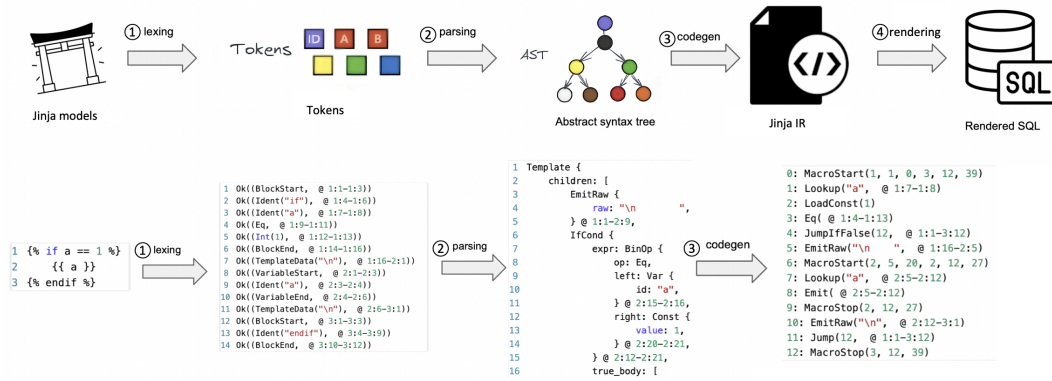 ① lexing
② parsing
③ codegen
④ rendering
Tokens
ID A B
AST
</>
SQL
Jinja models
Tokens
Abstract syntax tree
Jinja IR
Rendered SQL
1 {% if a == 1 %}
2     {{ a }}
3 {% endif %}
① lexing
1 Ok((BlockStart,  @ 1:1-1:3))
2 Ok((Ident("if"), @ 1:4-1:6))
3 Ok((Ident("a"), @ 1:7-1:8))
4 Ok((Eq, @ 1:9-1:11))
5 Ok((Int(1), @ 1:12-1:13))
6 Ok((BlockEnd, @ 1:14-1:16))
7 Ok((TemplateData("\n"), @ 1:16-2:1))
8 Ok((VariableStart, @ 2:1-2:3))
9 Ok((Ident("a"), @ 2:3-2:4))
10 Ok((VariableEnd, @ 2:4-2:6))
11 Ok((TemplateData("\n"), @ 2:6-3:1))
12 Ok((BlockStart, @ 3:1-3:3))
13 Ok((Ident("endif"), @ 3:4-3:9))
14 Ok((BlockEnd, @ 3:10-3:12))
② parsing
1 Template {
2     children: [
3         EmitRaw {
4             raw: "\n        ",
5         } @ 1:1-2:9,
6         IfCond {
7             expr: BinOp {
8                 op: Eq,
9                 left: Var {
10                     id: "a",
11                 } @ 2:15-2:16,
12                 right: Const {
13                     value: 1,
14                 } @ 2:20-2:21,
15             } @ 2:12-2:21,
16             true_body: [
③ codegen
0: MacroStart(1, 1, 0, 3, 12, 39)
1: Lookup("a",  @ 1:7-1:8)
2: LoadConst(1)
3: Eq( @ 1:4-1:13)
4: JumpIfFalse(12,  @ 1:1-3:12)
5: EmitRaw("\n    ",  @ 1:16-2:5)
6: MacroStart(2, 5, 20, 2, 12, 27)
7: Lookup("a",  @ 2:5-2:12)
8: Emit( @ 2:5-2:12)
9: MacroStop(2, 12, 27)
10: EmitRaw("\n",  @ 2:12-3:1)
11: Jump(12,  @ 1:1-3:12)
12: MacroStop(3, 12, 39)